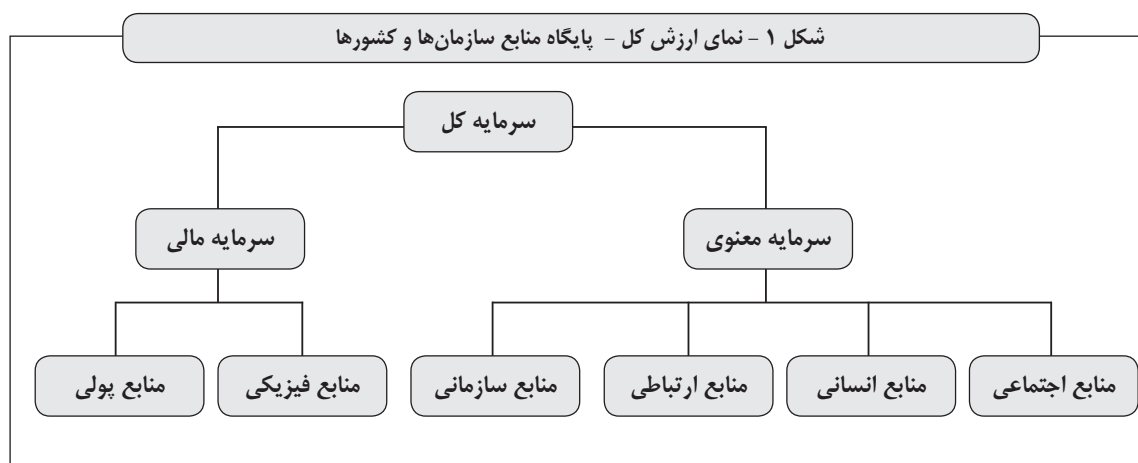 شکل ۱ - نمای ارزش کل - پایگاه منابع سازمان‌ها و کشورها
سرمایه کل
سرمایه معنوی
سرمایه مالی
منابع اجتماعی
منابع انسانی
منابع ارتباطی
منابع سازمانی
منابع فیزیکی
منابع پولی